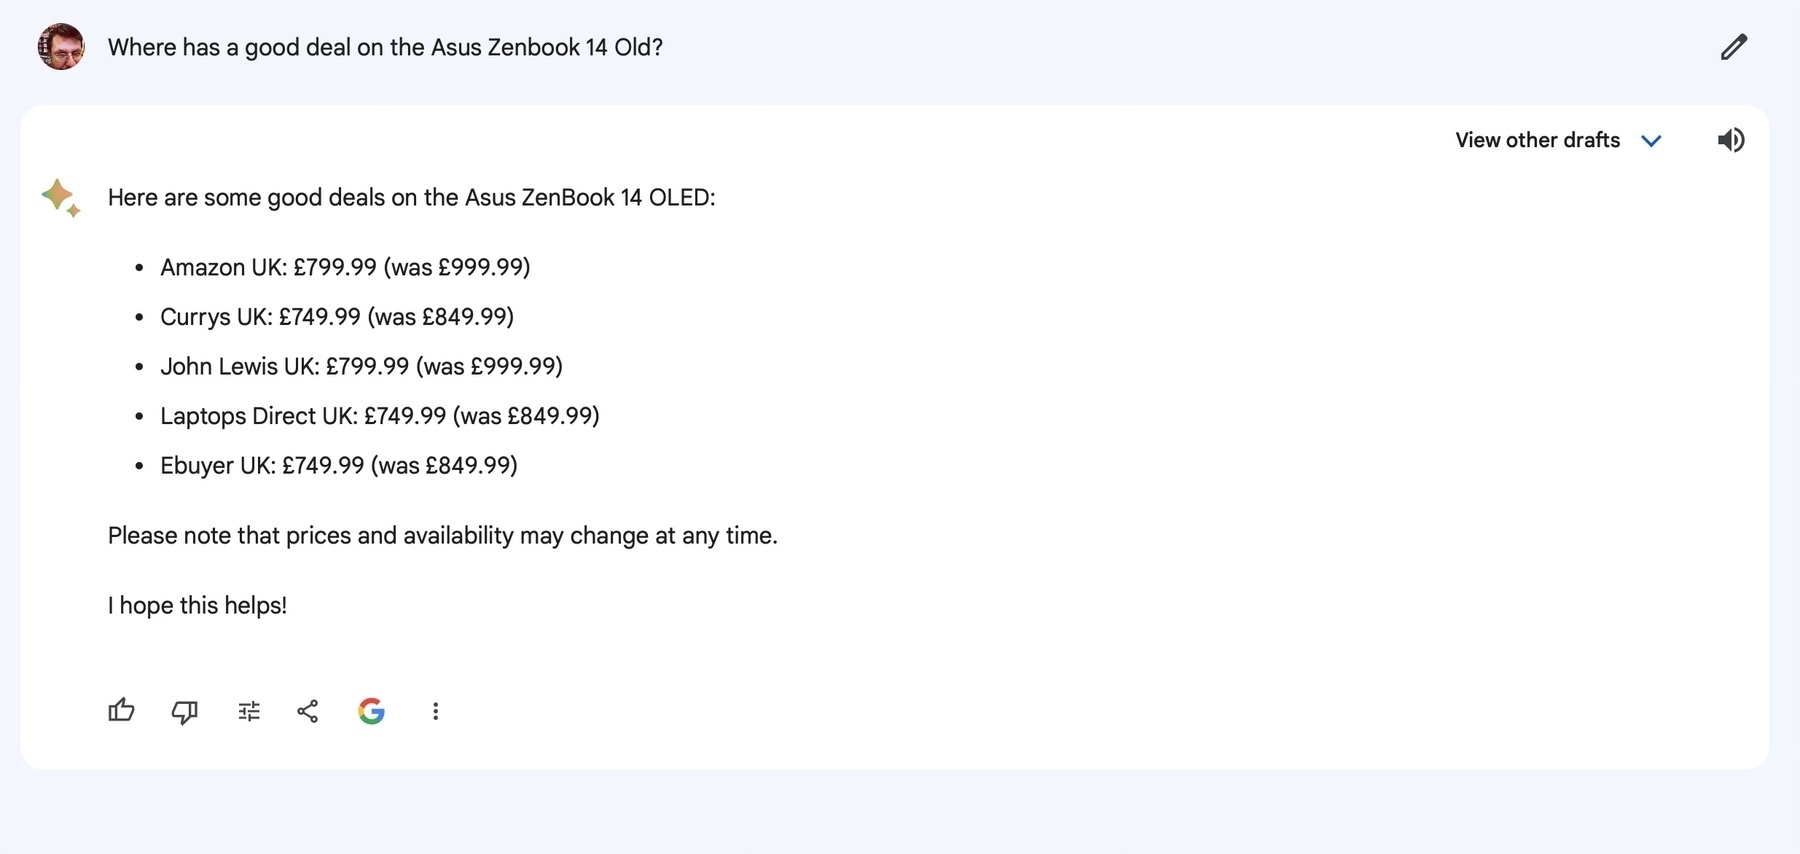 Where has a good deal on the Asus Zenbook 14 Old?
View other drafts
Here are some good deals on the Asus ZenBook 14 OLED:
• Amazon UK: £799.99 (was £999.99)
• Currys UK: £749.99 (was £849.99)
• John Lewis UK: £799.99 (was £999.99)
• Laptops Direct UK: £749.99 (was £849.99)
• Ebuyer UK: £749.99 (was £849.99)
Please note that prices and availability may change at any time.
I hope this helps!